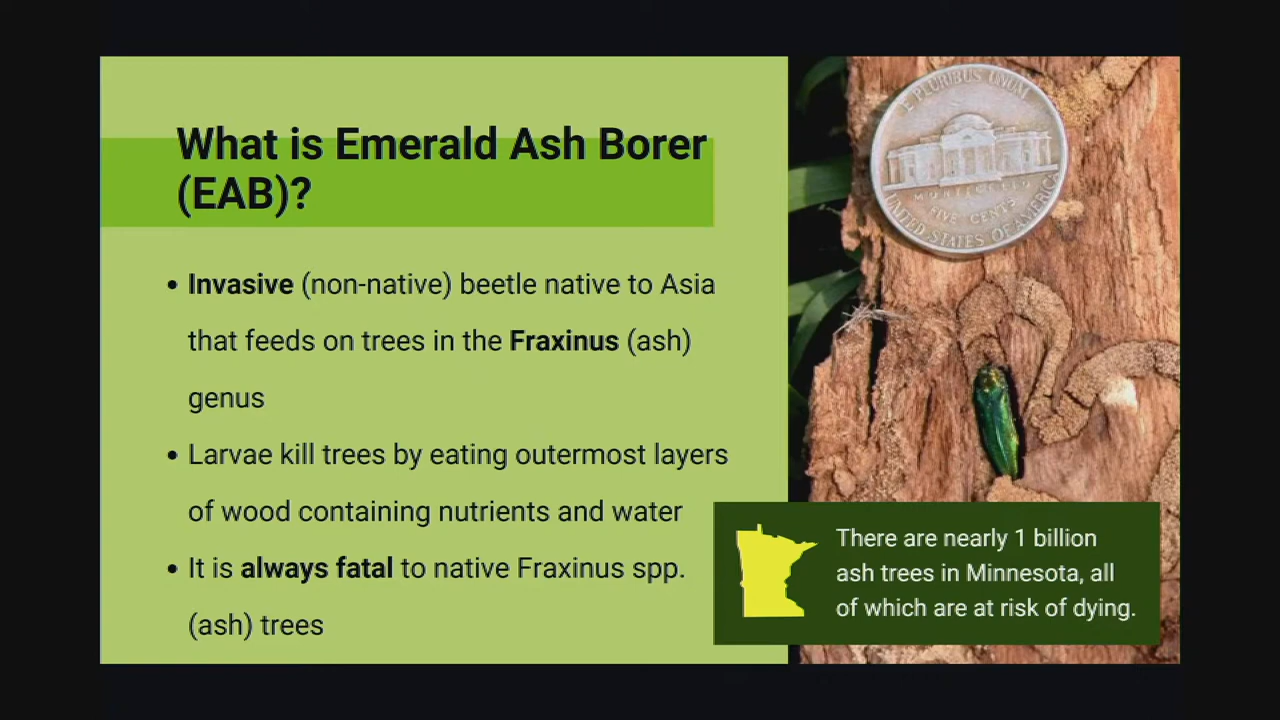 What is Emerald Ash Borer
(EAB)?
• Invasive (non-native) beetle native to Asia
that feeds on trees in the Fraxinus (ash)
genus
• Larvae kill trees by eating outermost layers
of wood containing nutrients and water
• It is always fatal to native Fraxinus spp.
(ash) trees
E PLURIBUS UNUM
MONTICELLO
FIVE CENTS
UNITED STATES OF AMERICA
There are nearly 1 billion
ash trees in Minnesota, all
of which are at risk of dying.